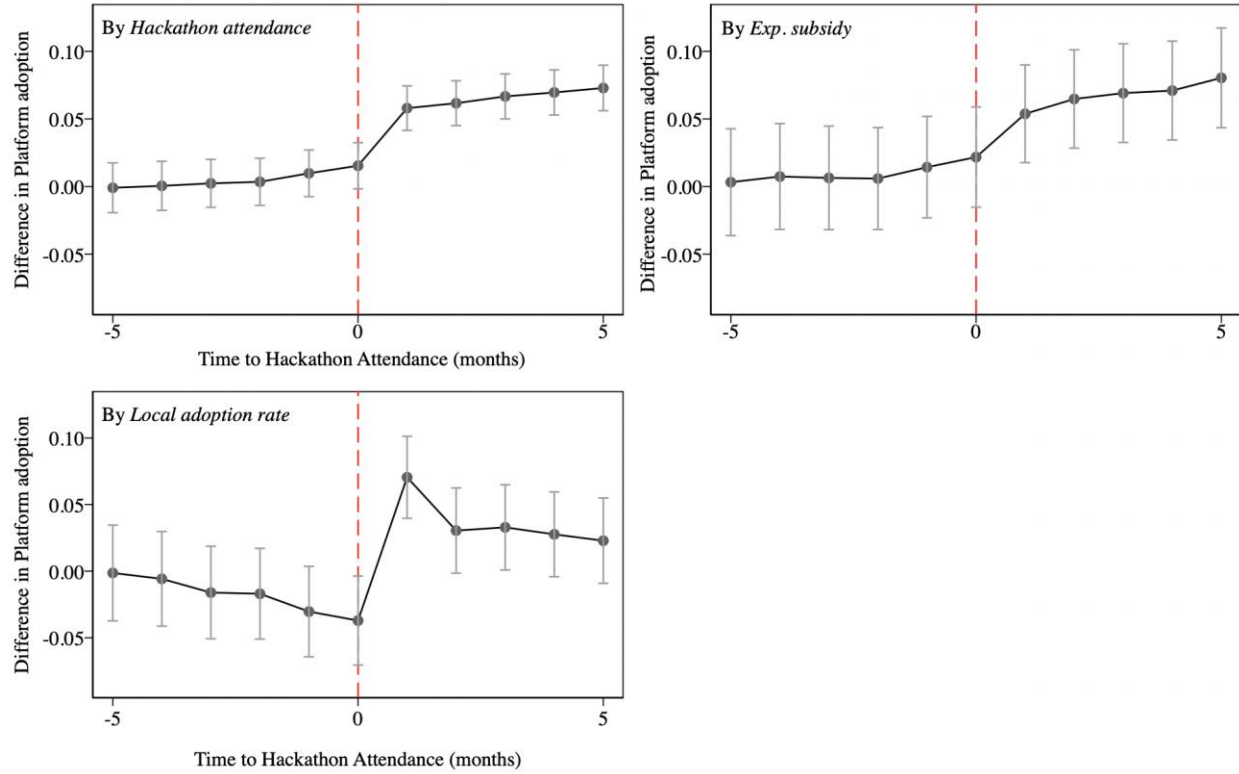 By Hackathon attendance
Difference in Platform adoption
0.10
0.05
0.00
-0.05
-5
0
5
Time to Hackathon Attendance (months)
By Exp. subsidy
Difference in Platform adoption
0.10
0.05
0.00
-0.05
-5
0
5
By Local adoption rate
Difference in Platform adoption
0.10
0.05
0.00
-0.05
-5
0
5
Time to Hackathon Attendance (months)